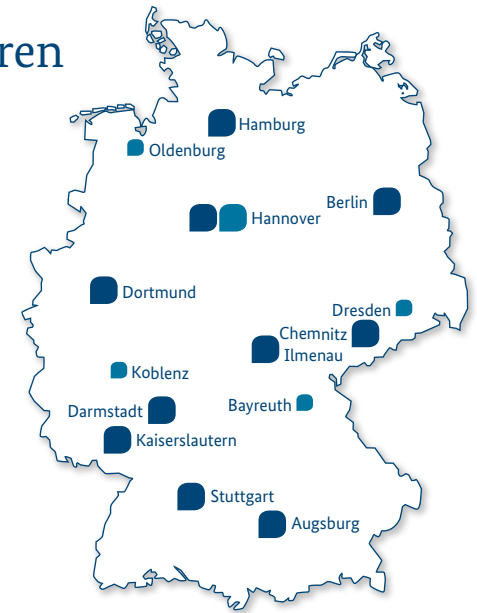 ren
Hamburg
Oldenburg
Berlin
Hannover
Dortmund
Dresden
Chemnitz
Ilmenau
Koblenz
Bayreuth
Darmstadt
Kaiserslautern
Stuttgart
Augsburg